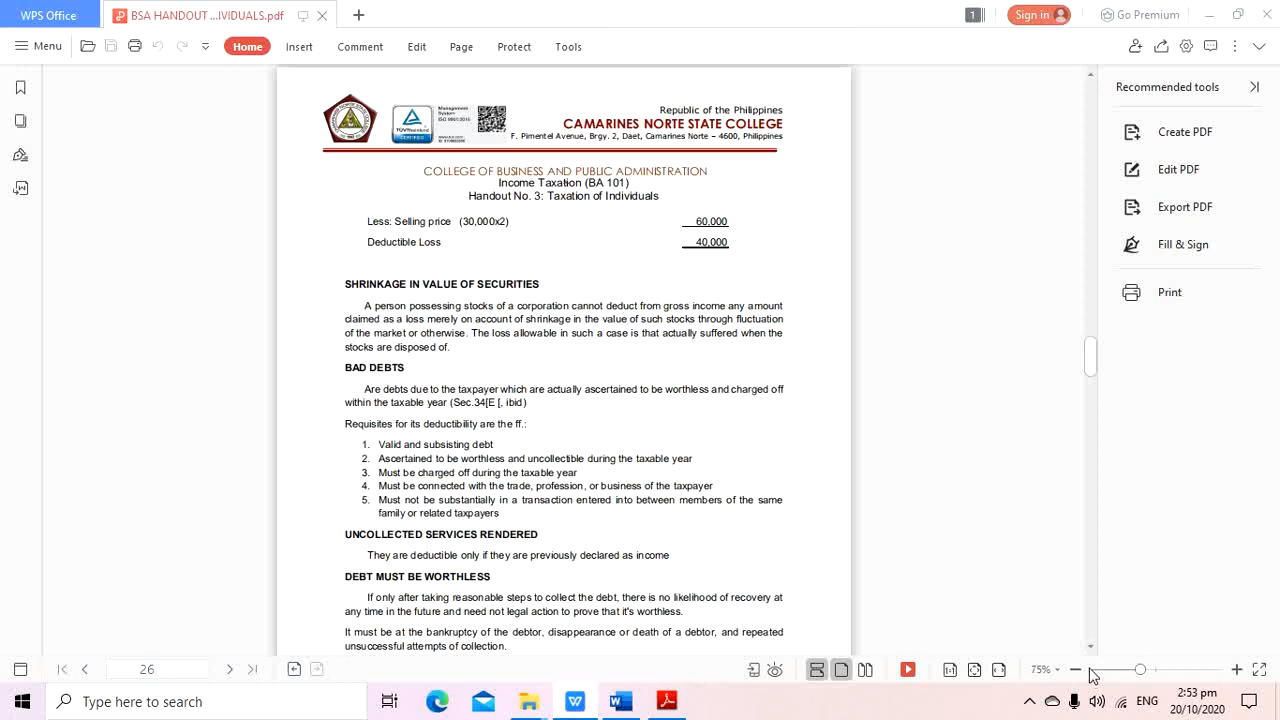 WPS Office
BSA HANDOUT ...IVIDUALS.pdf
1
Sign in
Go Premium
Menu
Home
Insert
Comment
Edit
Page
Protect
Tools
Recommended tools
Create PDF
Edit PDF
Export PDF
Fill & Sign
Print
Management
System
ISO 9001:2015
TÜVRheinland
CERTIFIED
Republic of the Philippines
CAMARINES NORTE STATE COLLEGE
F. Pimentel Avenue, Brgy. 2, Daet, Camarines Norte – 4600, Philippines
COLLEGE OF BUSINESS AND PUBLIC ADMINISTRATION
Income Taxation (BA 101)
Handout No. 3: Taxation of Individuals
Less: Selling price (30,000x2) 60,000
Deductible Loss 40,000
SHRINKAGE IN VALUE OF SECURITIES
A person possessing stocks of a corporation cannot deduct from gross income any amount
claimed as a loss merely on account of shrinkage in the value of such stocks through fluctuation
of the market or otherwise. The loss allowable in such a case is that actually suffered when the
stocks are disposed of.
BAD DEBTS
Are debts due to the taxpayer which are actually ascertained to be worthless and charged off
within the taxable year (Sec.34[E [, ibid)
Requisites for its deductibility are the ff.:
1. Valid and subsisting debt
2. Ascertained to be worthless and uncollectible during the taxable year
3. Must be charged off during the taxable year
4. Must be connected with the trade, profession, or business of the taxpayer
5. Must not be substantially in a transaction entered into between members of the same
family or related taxpayers
UNCOLLECTED SERVICES RENDERED
They are deductible only if they are previously declared as income
DEBT MUST BE WORTHLESS
If only after taking reasonable steps to collect the debt, there is no likelihood of recovery at
any time in the future and need not legal action to prove that it's worthless.
It must be at the bankruptcy of the debtor, disappearance or death of a debtor, and repeated
unsuccessful attempts of collection.
26
75%
Type here to search
ENG
2:53 pm
20/10/2020